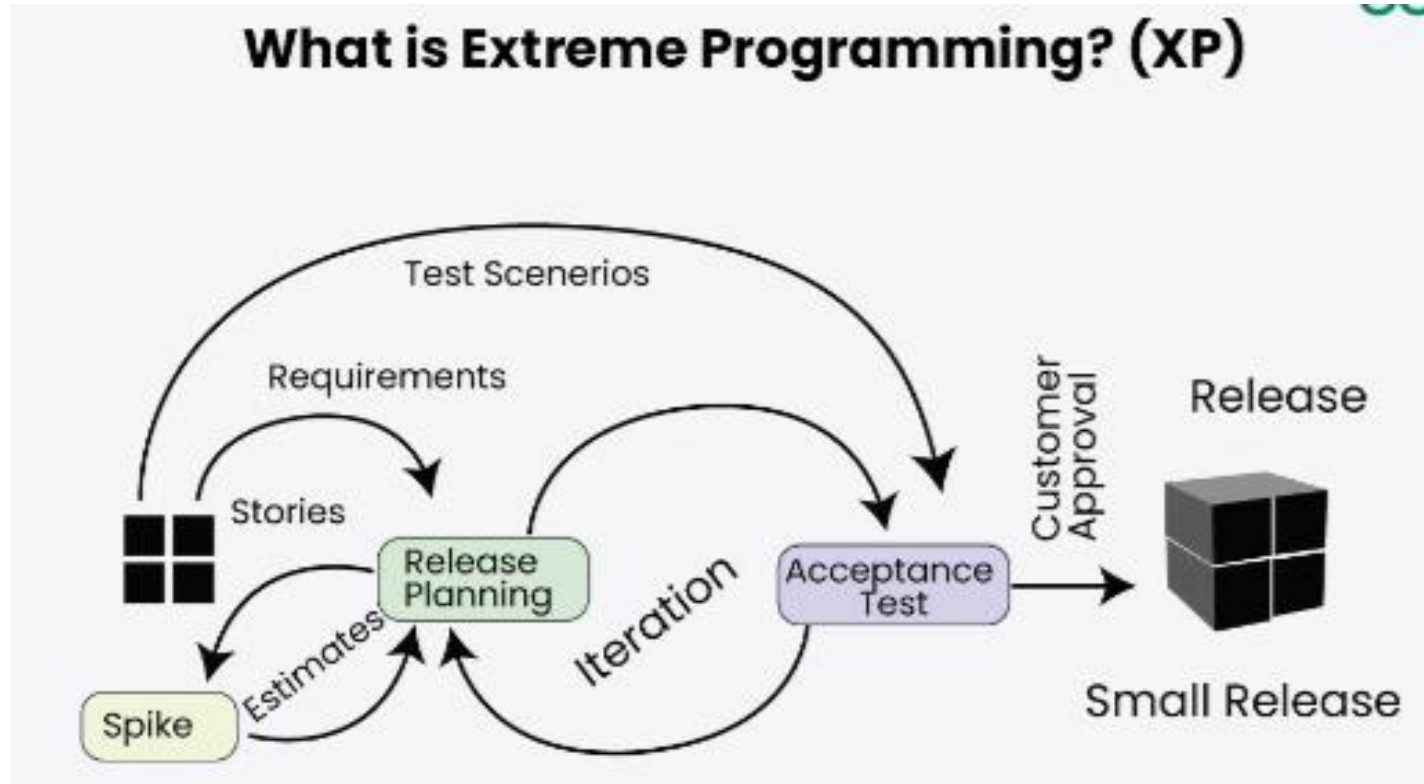 What is Extreme Programming? (XP)
Test Scenerios
Requirements
Stories
Release
Planning
Estimates
Spike
Iteration
Acceptance
Test
Customer
Approval
Release
Small Release